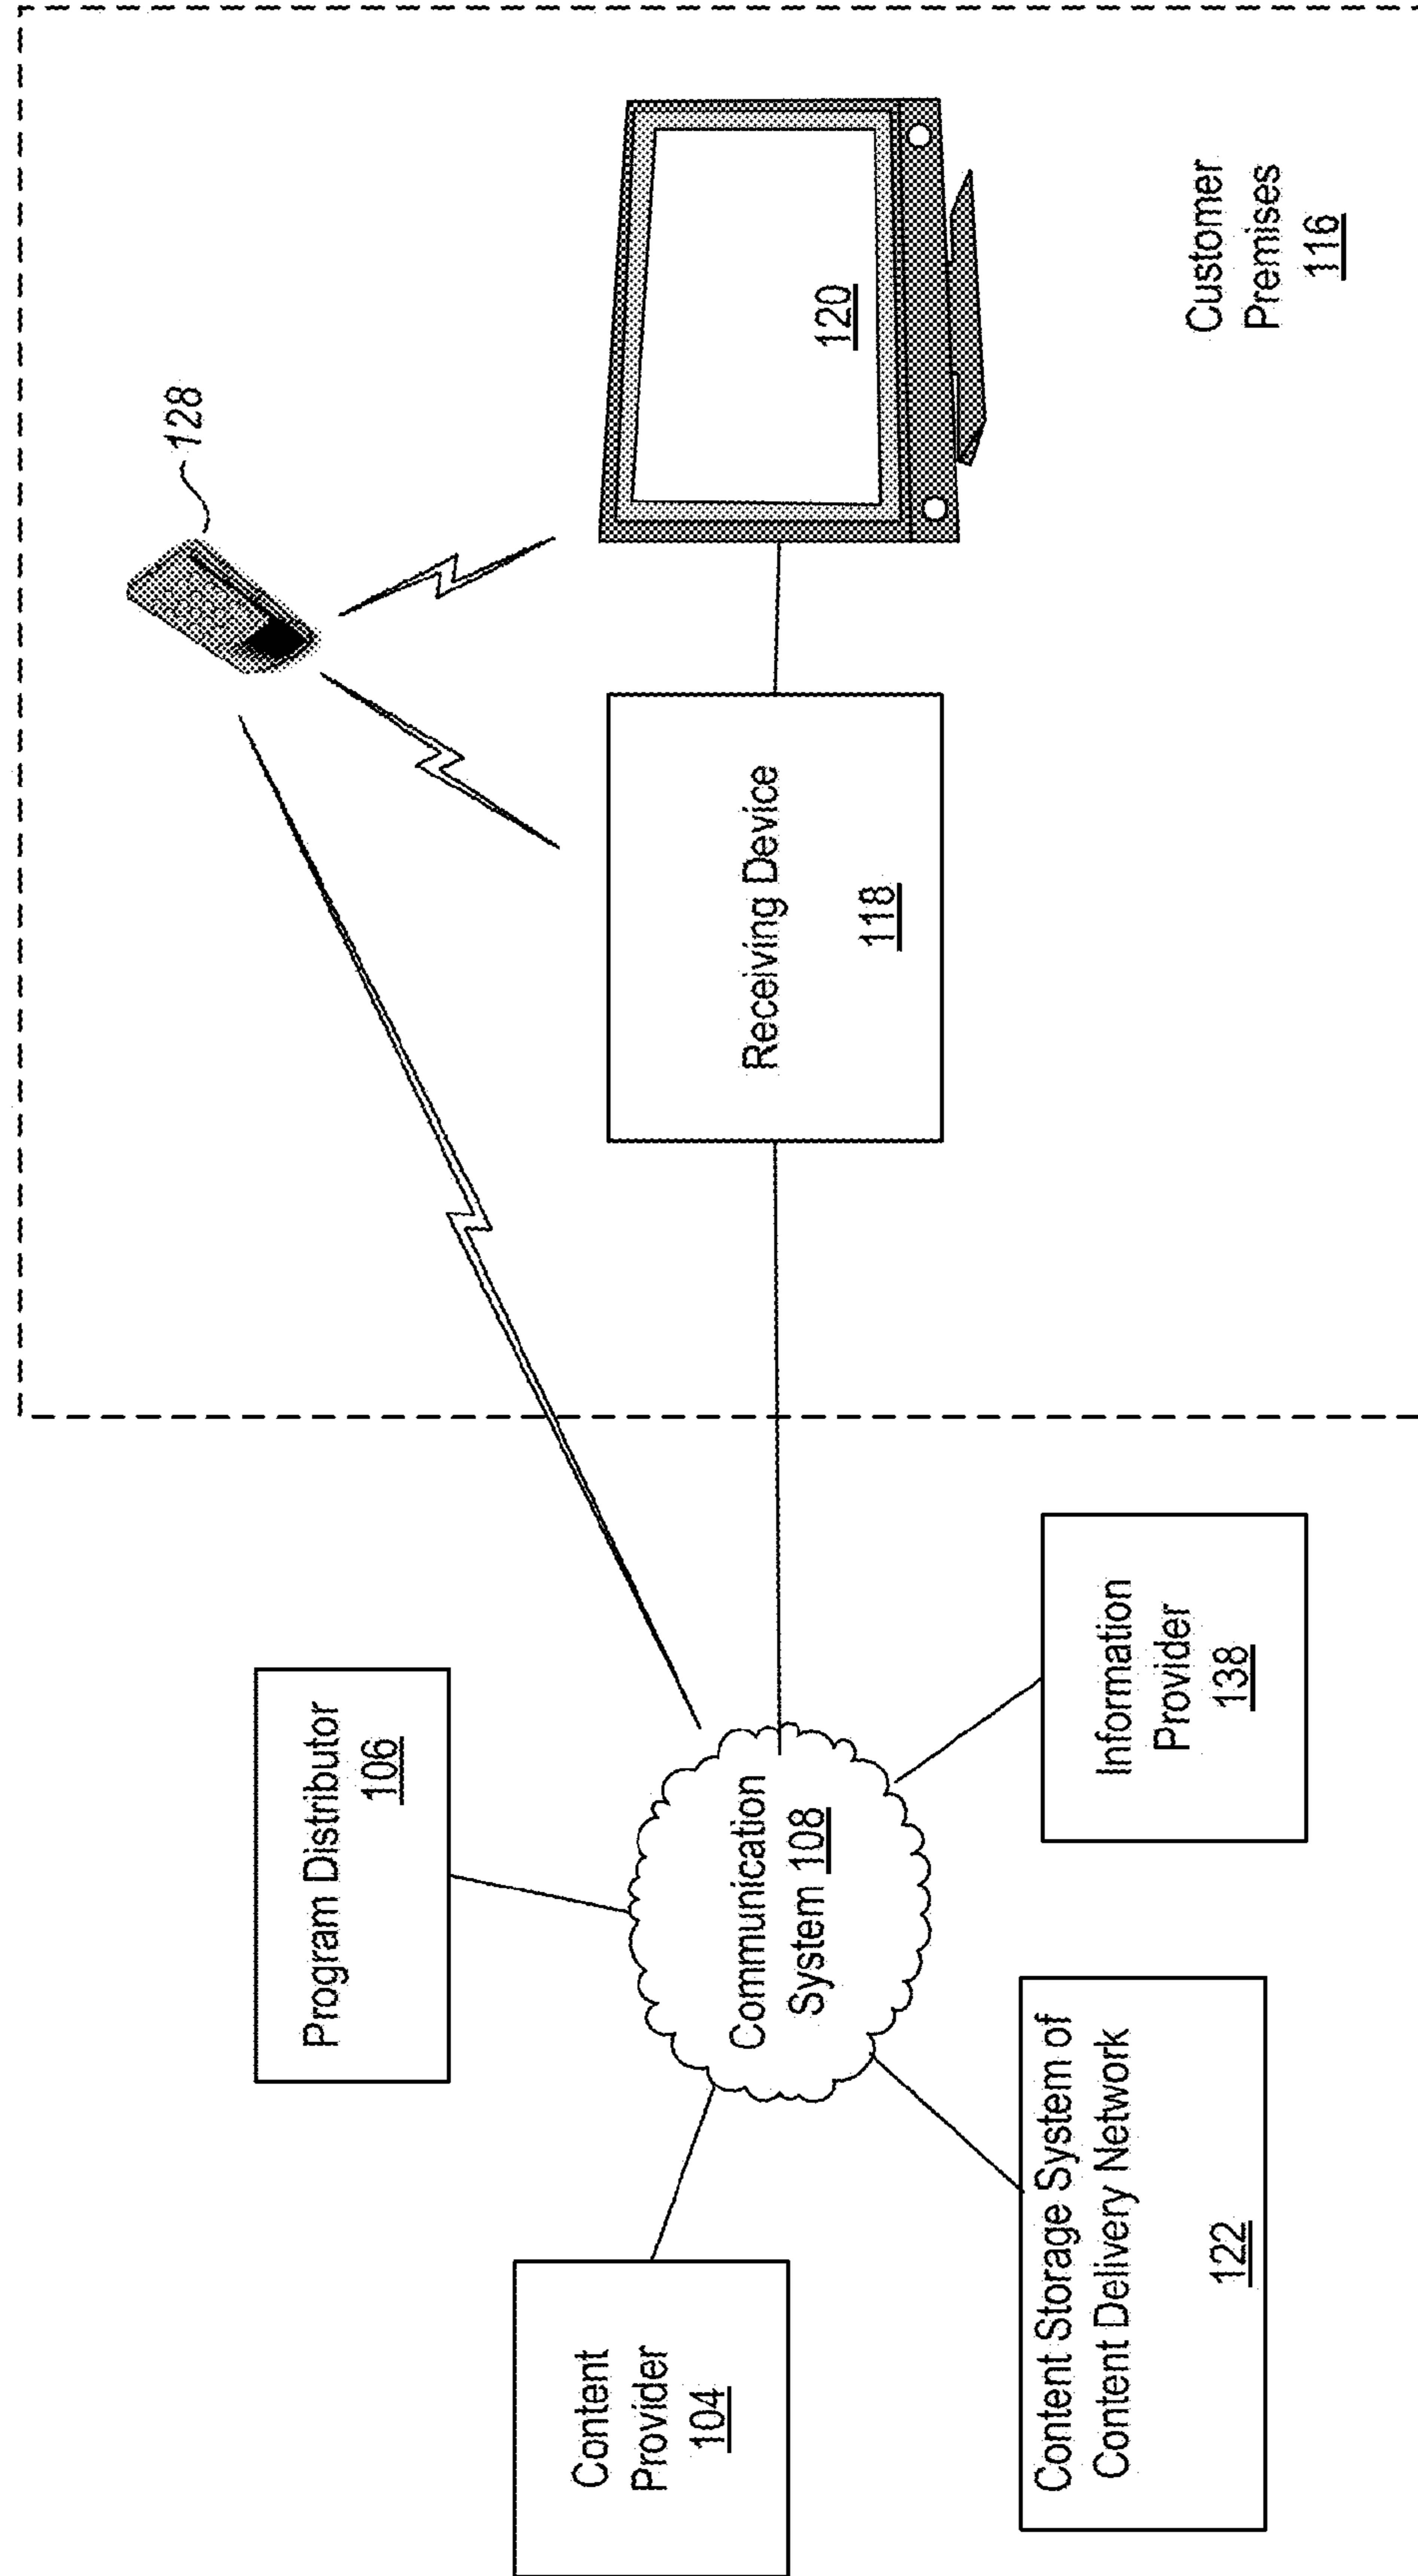 Program Distributor
106
Content
Provider
104
Communication
System 108
Content Storage System of
Content Delivery Network
122
Information
Provider
138
128
Receiving Device
118
120
Customer
Premises
116